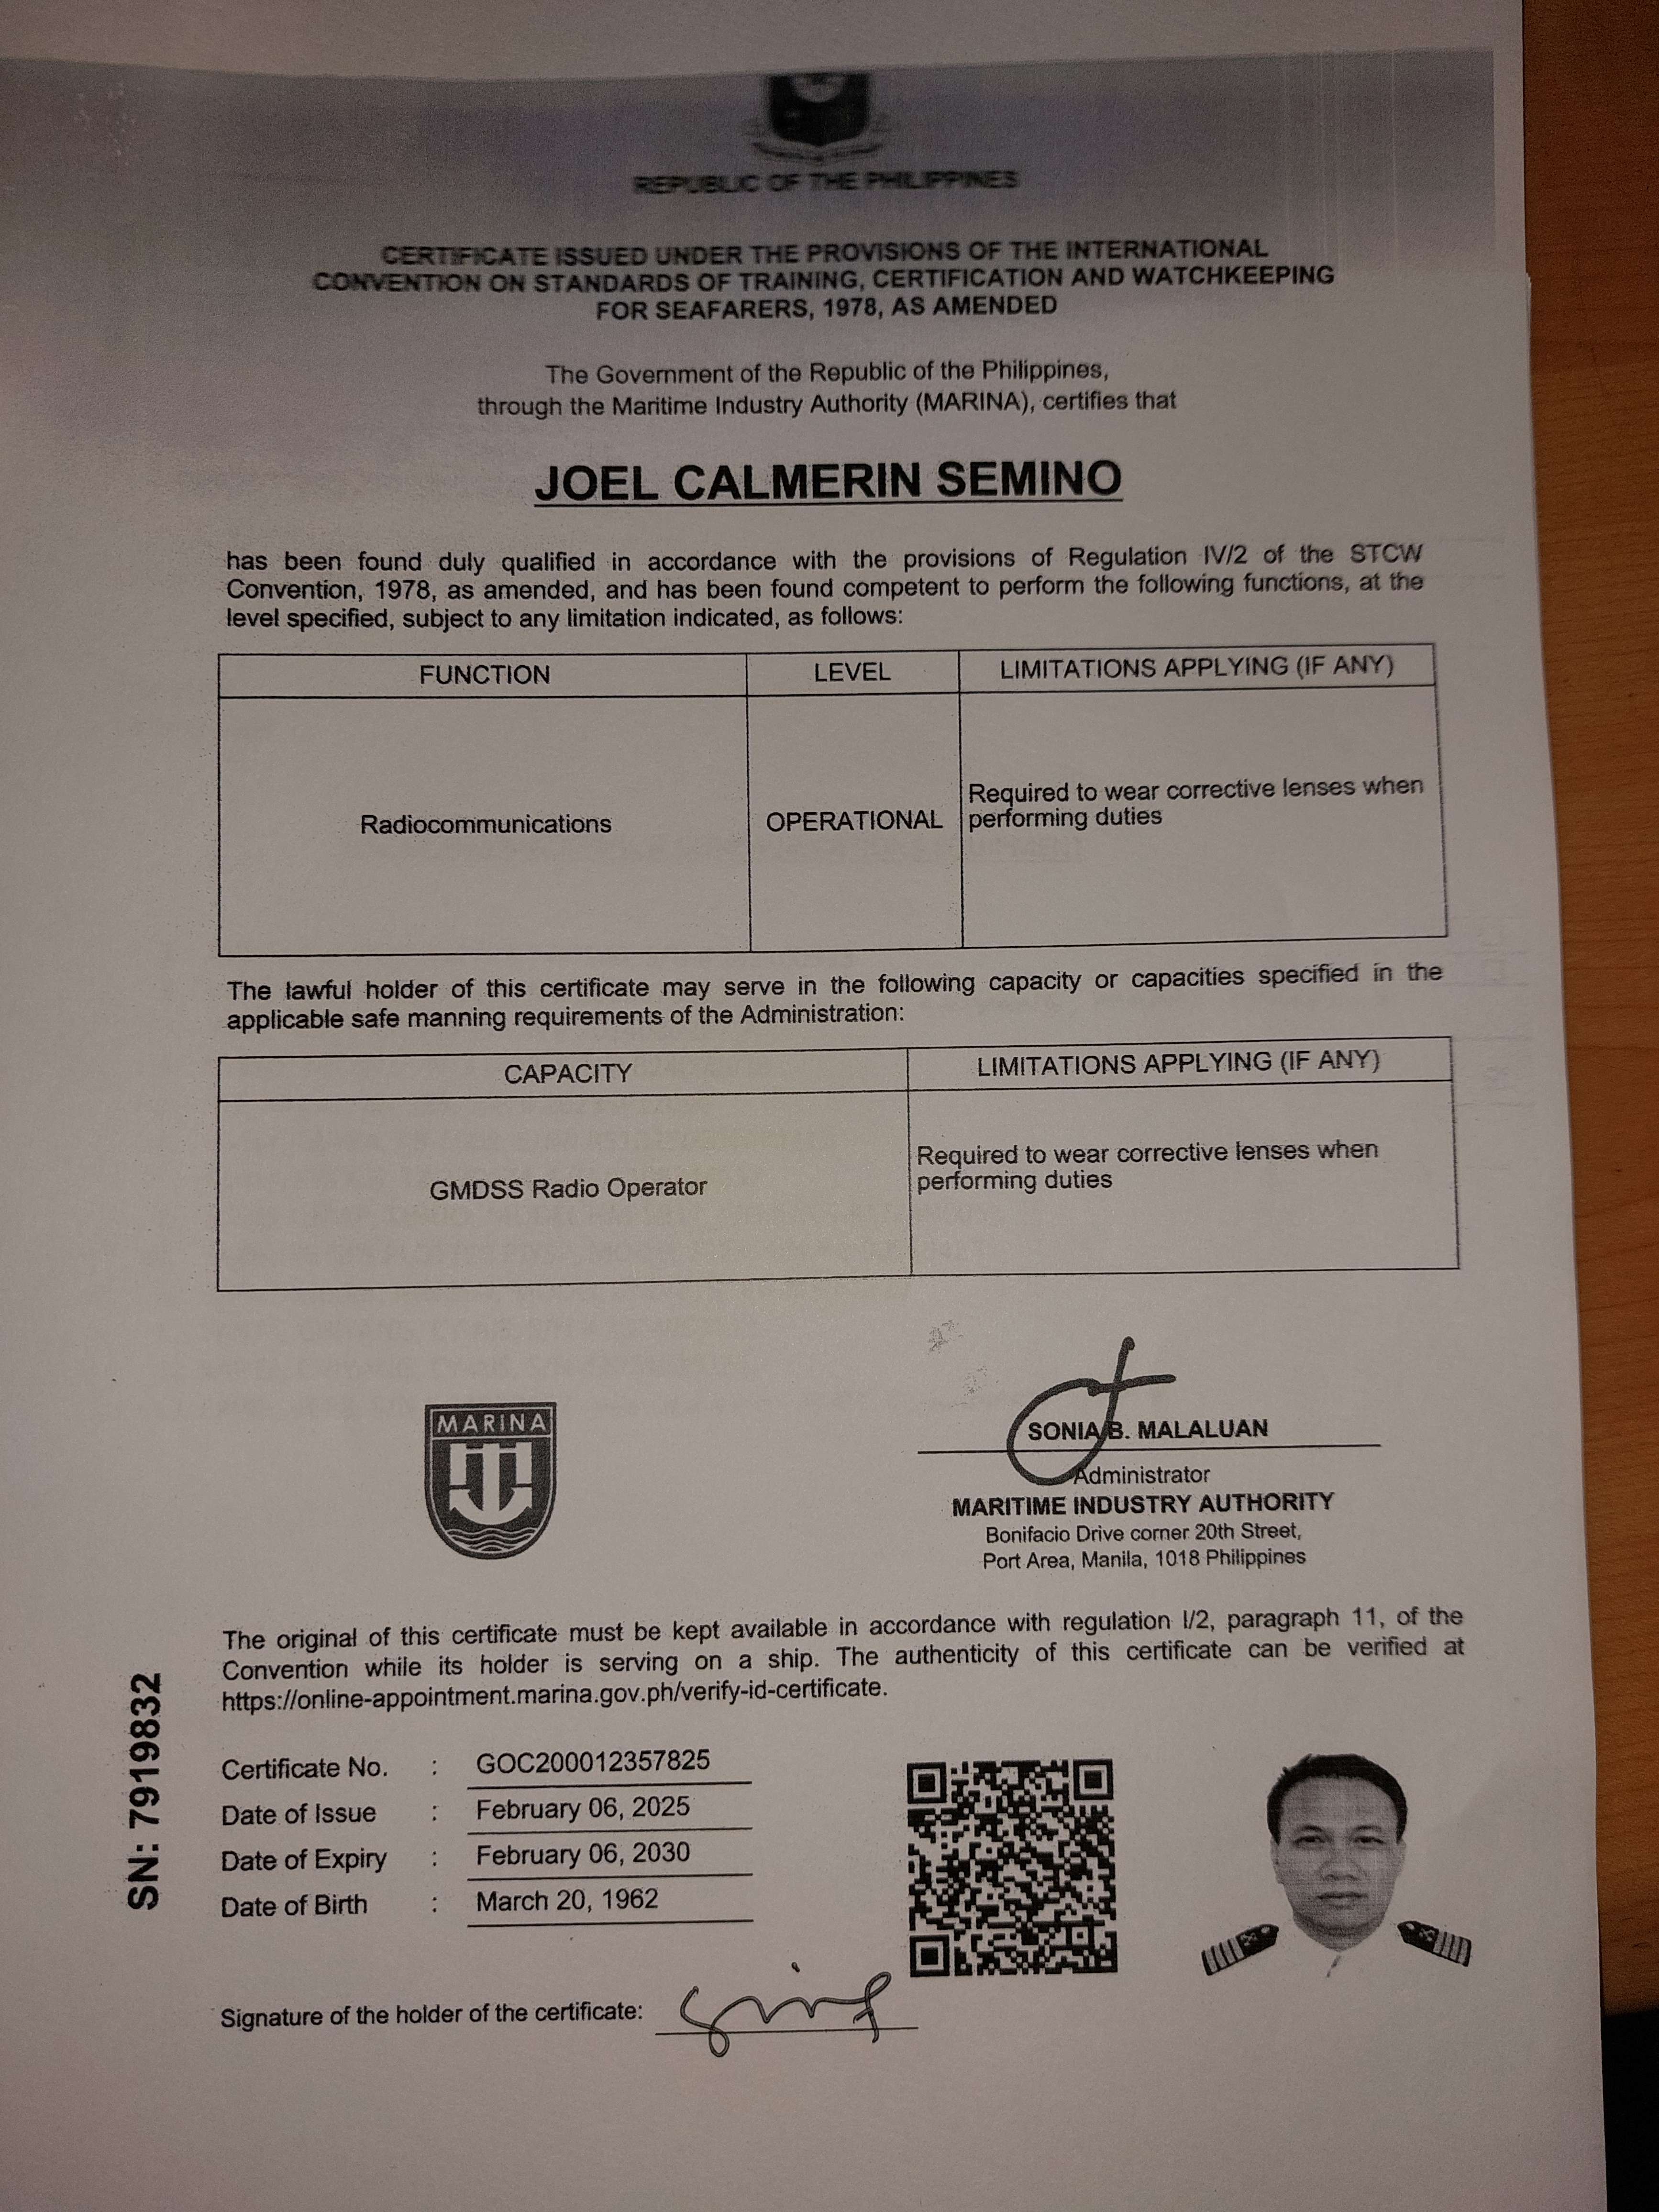 REPUBLIC OF THE PHILIPPINES
CERTIFICATE ISSUED UNDER THE PROVISIONS OF THE INTERNATIONAL
CONVENTION ON STANDARDS OF TRAINING, CERTIFICATION AND WATCHKEEPING
FOR SEAFARERS, 1978, AS AMENDED
The Government of the Republic of the Philippines,
through the Maritime Industry Authority (MARINA), certifies that
JOEL CALMERIN SEMINO
has been found duly qualified in accordance with the provisions of Regulation IV/2 of the STCW
Convention, 1978, as amended, and has been found competent to perform the following functions, at the
level specified, subject to any limitation indicated, as follows:
FUNCTION LEVEL LIMITATIONS APPLYING (IF ANY)
Radiocommunications OPERATIONAL Required to wear corrective lenses when
performing duties
The lawful holder of this certificate may serve in the following capacity or capacities specified in the
applicable safe manning requirements of the Administration:
CAPACITY LIMITATIONS APPLYING (IF ANY)
GMDSS Radio Operator Required to wear corrective lenses when
performing duties
MARINA
SONIA B. MALALUAN
Administrator
MARITIME INDUSTRY AUTHORITY
Bonifacio Drive corner 20th Street,
Port Area, Manila, 1018 Philippines
The original of this certificate must be kept available in accordance with regulation I/2, paragraph 11, of the
Convention while its holder is serving on a ship. The authenticity of this certificate can be verified at
https://online-appointment.marina.gov.ph/verify-id-certificate.
SN: 7919832
Certificate No. : GOC200012357825
Date of Issue : February 06, 2025
Date of Expiry : February 06, 2030
Date of Birth : March 20, 1962
Signature of the holder of the certificate: